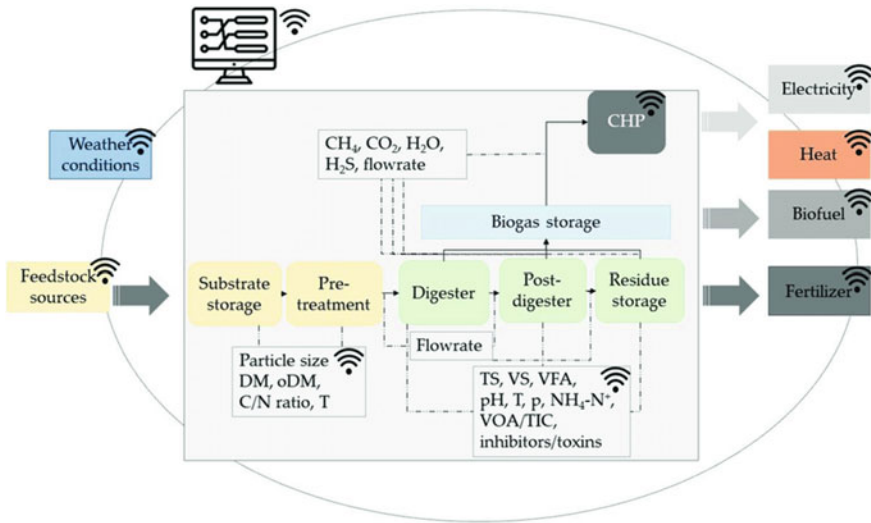 Electricity
CHP
CH₄, CO₂, H₂O,
H₂S, flowrate
Weather
conditions
Heat
Biogas storage
Biofuel
Feedstock
sources
Substrate
storage
Pre-
treatment
Digester
Post-
digester
Residue
storage
Fertilizer
Flowrate
Particle size
DM, oDM,
C/N ratio, T
TS, VS, VFA,
pH, T, p, NH₄-N⁺,
VOA/TIC,
inhibitors/toxins